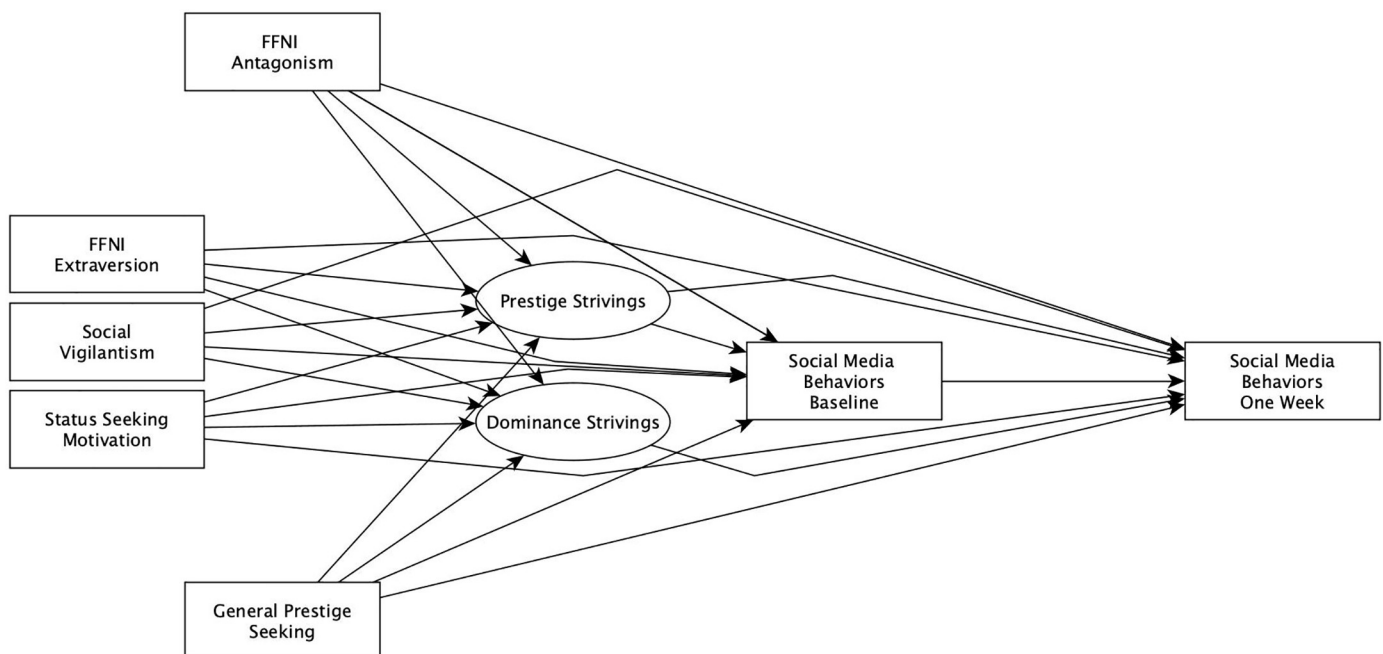 FFNI
Antagonism
FFNI
Extraversion
Social
Vigilantism
Status Seeking
Motivation
General Prestige
Seeking
Prestige Strivings
Dominance Strivings
Social Media
Behaviors
Baseline
Social Media
Behaviors
One Week